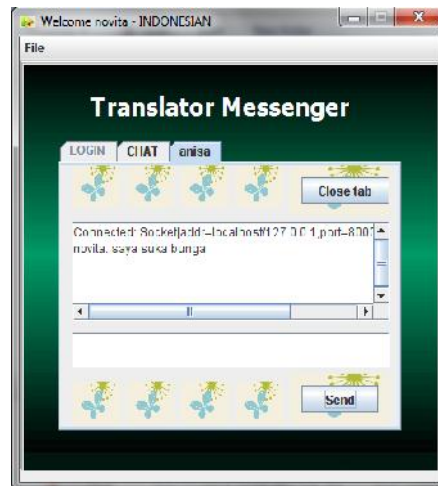 Welcome novita - INDONESIAN
File
Translator Messenger
LOGIN CHAT anisa
Close tab
Connected: Socket[addr=localhost/127.0.0.1,port=800
novita: saya suka bunga
Send